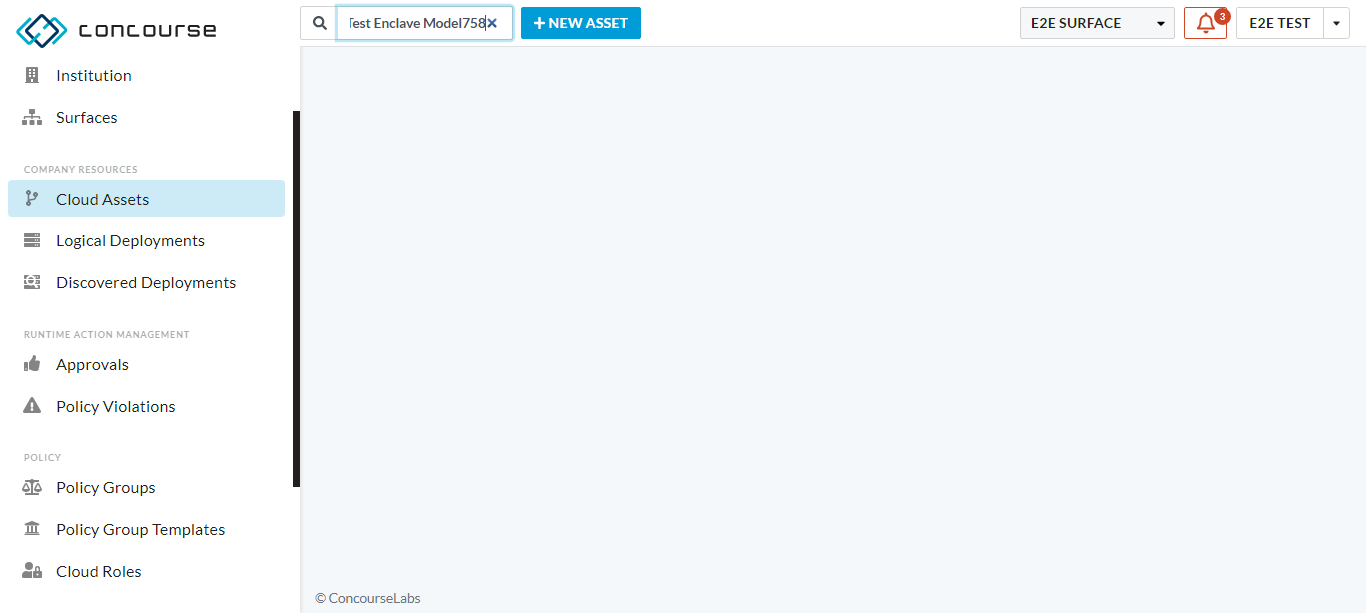 concourse
Test Enclave Model758
NEW ASSET
E2E SURFACE
3
E2E TEST
Institution
Surfaces
COMPANY RESOURCES
Cloud Assets
Logical Deployments
Discovered Deployments
RUNTIME ACTION MANAGEMENT
Approvals
Policy Violations
POLICY
Policy Groups
Policy Group Templates
Cloud Roles
© ConcourseLabs